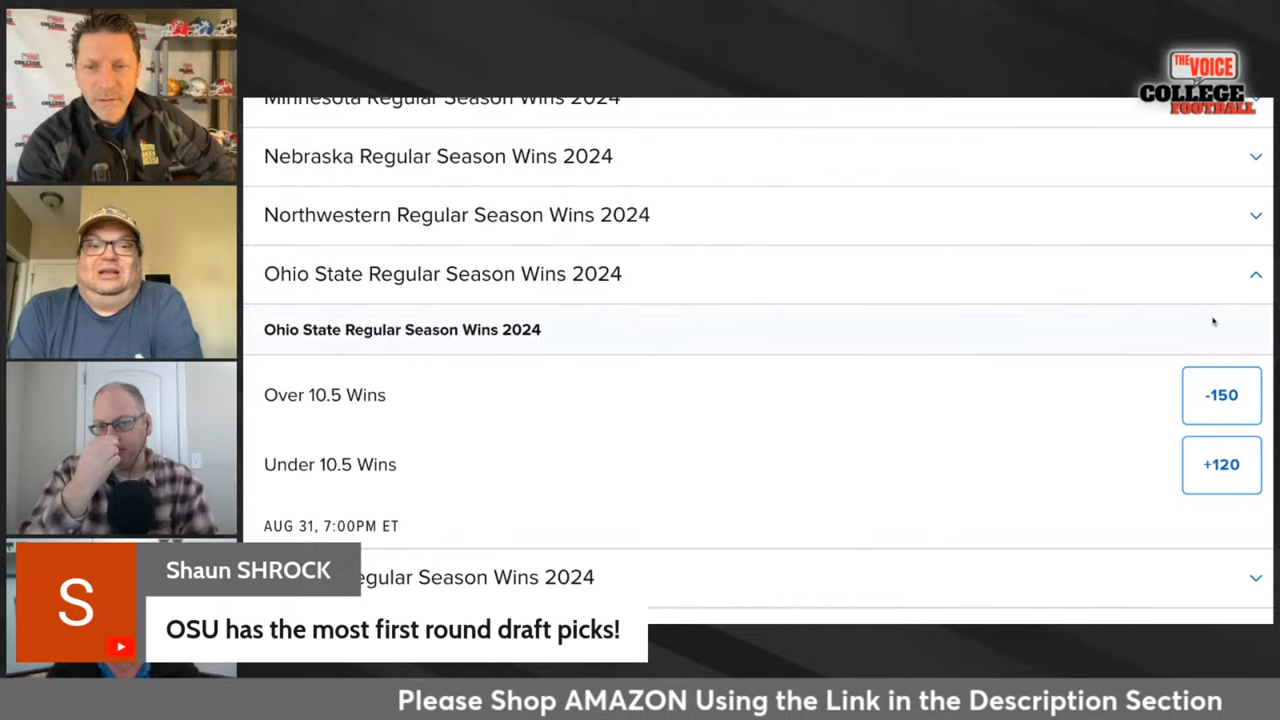 THE VOICE
OF
COLLEGE
FOOTBALL
Minnesota Regular Season Wins 2024
Nebraska Regular Season Wins 2024
Northwestern Regular Season Wins 2024
Ohio State Regular Season Wins 2024
Ohio State Regular Season Wins 2024
Over 10.5 Wins
-150
Under 10.5 Wins
+120
AUG 31, 7:00PM ET
egular Season Wins 2024
S
Shaun SHROCK
OSU has the most first round draft picks!
Please Shop AMAZON Using the Link in the Description Section